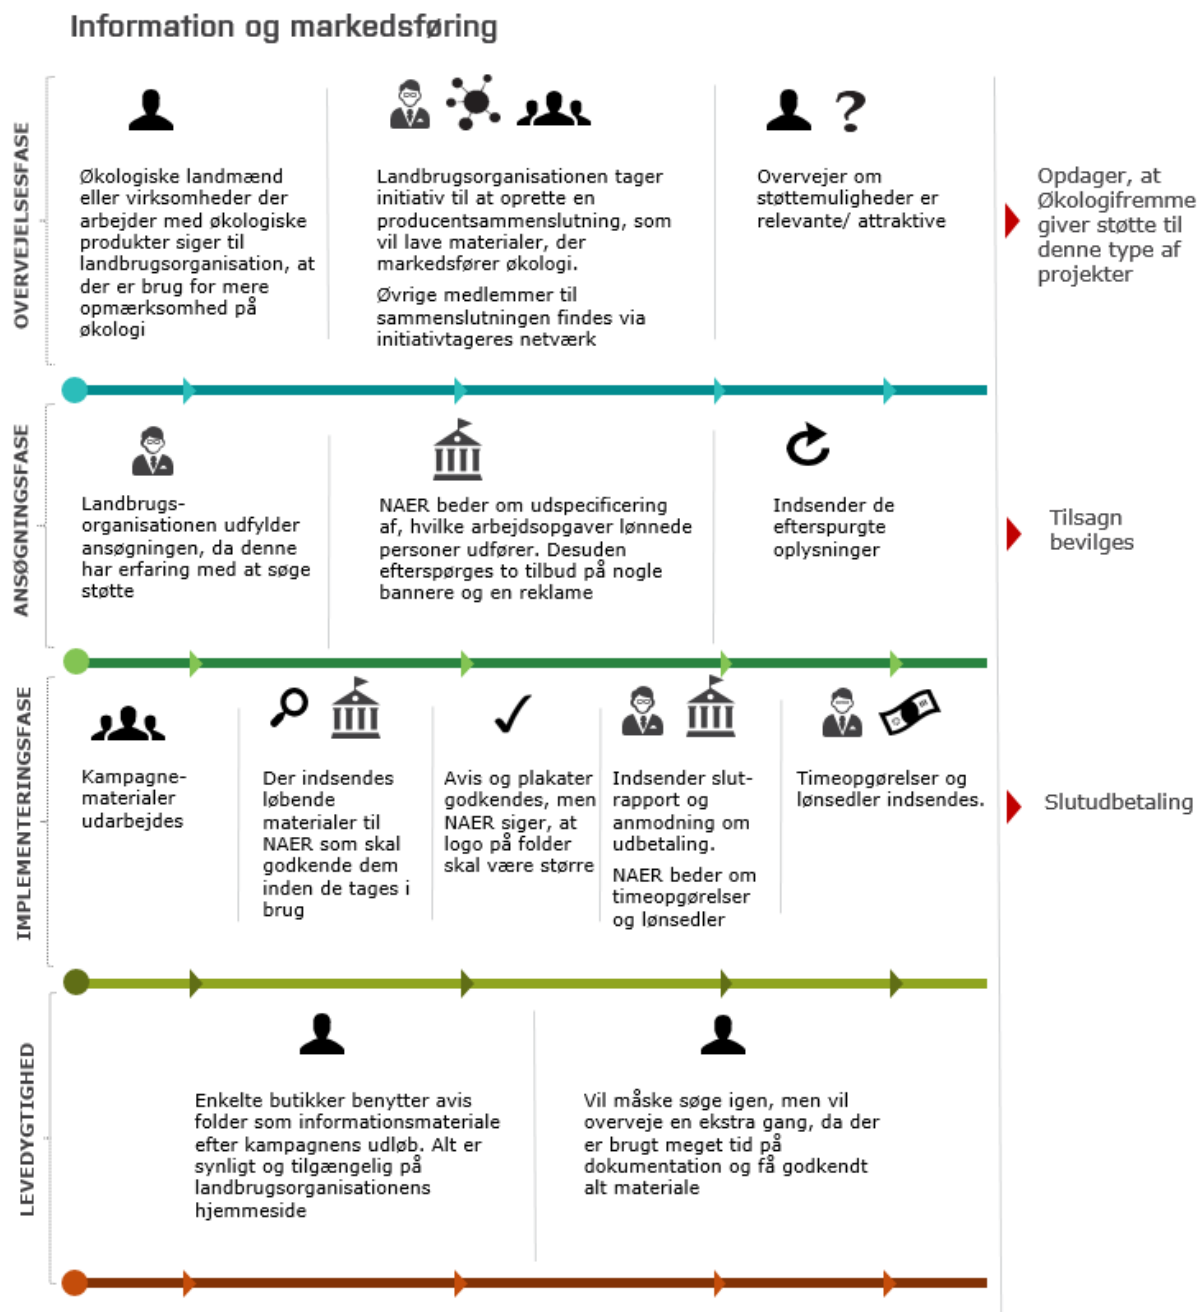 Information og markedsføring
OVERVEJELSESFASE
Økologiske landmænd
eller virksomheder der
arbejder med økologiske
produkter siger til
landbrugsorganisation, at
der er brug for mere
opmærksomhed på
økologi
Landbrugsorganisationen tager
initiativ til at oprette en
producentsammenslutning, som
vil lave materialer, der
markedsfører økologi.
Øvrige medlemmer til
sammenslutningen findes via
initiativtageres netværk
?
Overvejer om
støttemuligheder er
relevante/ attraktive
Opdager, at
Økologifremme
giver støtte til
denne type af
projekter
ANSØGNINGSFASE
Landbrugs-
organisationen udfylder
ansøgningen, da denne
har erfaring med at søge
støtte
NAER beder om udspecificering
af, hvilke arbejdsopgaver lønnede
personer udfører. Desuden
efterspørges to tilbud på nogle
bannere og en reklame
Indsender de
efterspurgte
oplysninger
Tilsagn
bevilges
IMPLEMENTERINGSFASE
Kampagne-
materialer
udarbejdes
Der indsendes
løbende
materialer til
NAER som skal
godkende dem
inden de tages i
brug
Avis og plakater
godkendes, men
NAER siger, at
logo på folder
skal være større
Indsender slut-
rapport og
anmodning om
udbetaling.
NAER beder om
timeopgørelser
og lønsedler
Timeopgørelser og
lønsedler indsendes.
Slutudbetaling
LEVEDYGTIGHED
Enkelte butikker benytter avis
folder som informationsmateriale
efter kampagnens udløb. Alt er
synligt og tilgængelig på
landbrugsorganisationens
hjemmeside
Vil måske søge igen, men vil
overveje en ekstra gang, da der
er brugt meget tid på
dokumentation og få godkendt
alt materiale